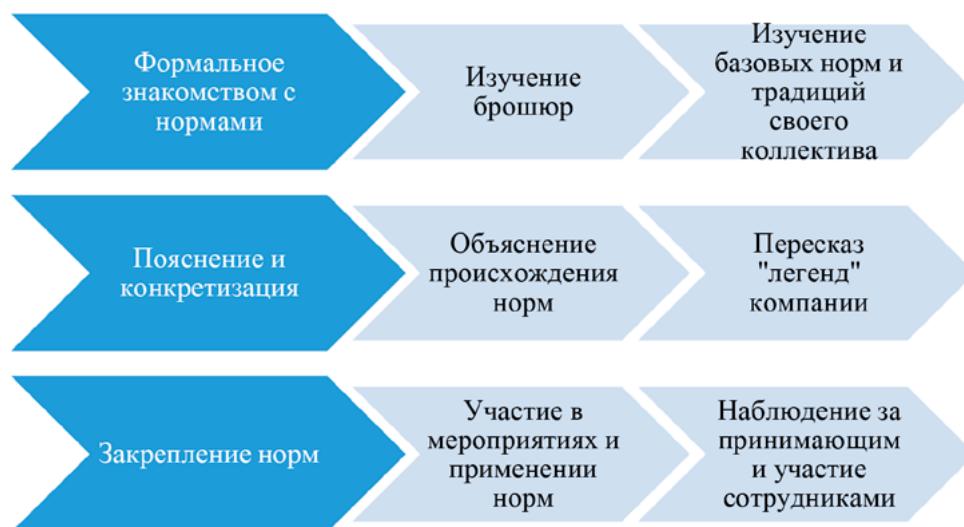 Формальное
знакомством с
нормами
Изучение
брошюр
Изучение
базовых норм и
традиций
своего
коллектива
Пояснение и
конкретизация
Объяснение
происхождения
норм
Пересказ
"легенд"
компании
Закрепление норм
Участие в
мероприятиях и
применении
норм
Наблюдение за
принимающим
и участие
сотрудниками